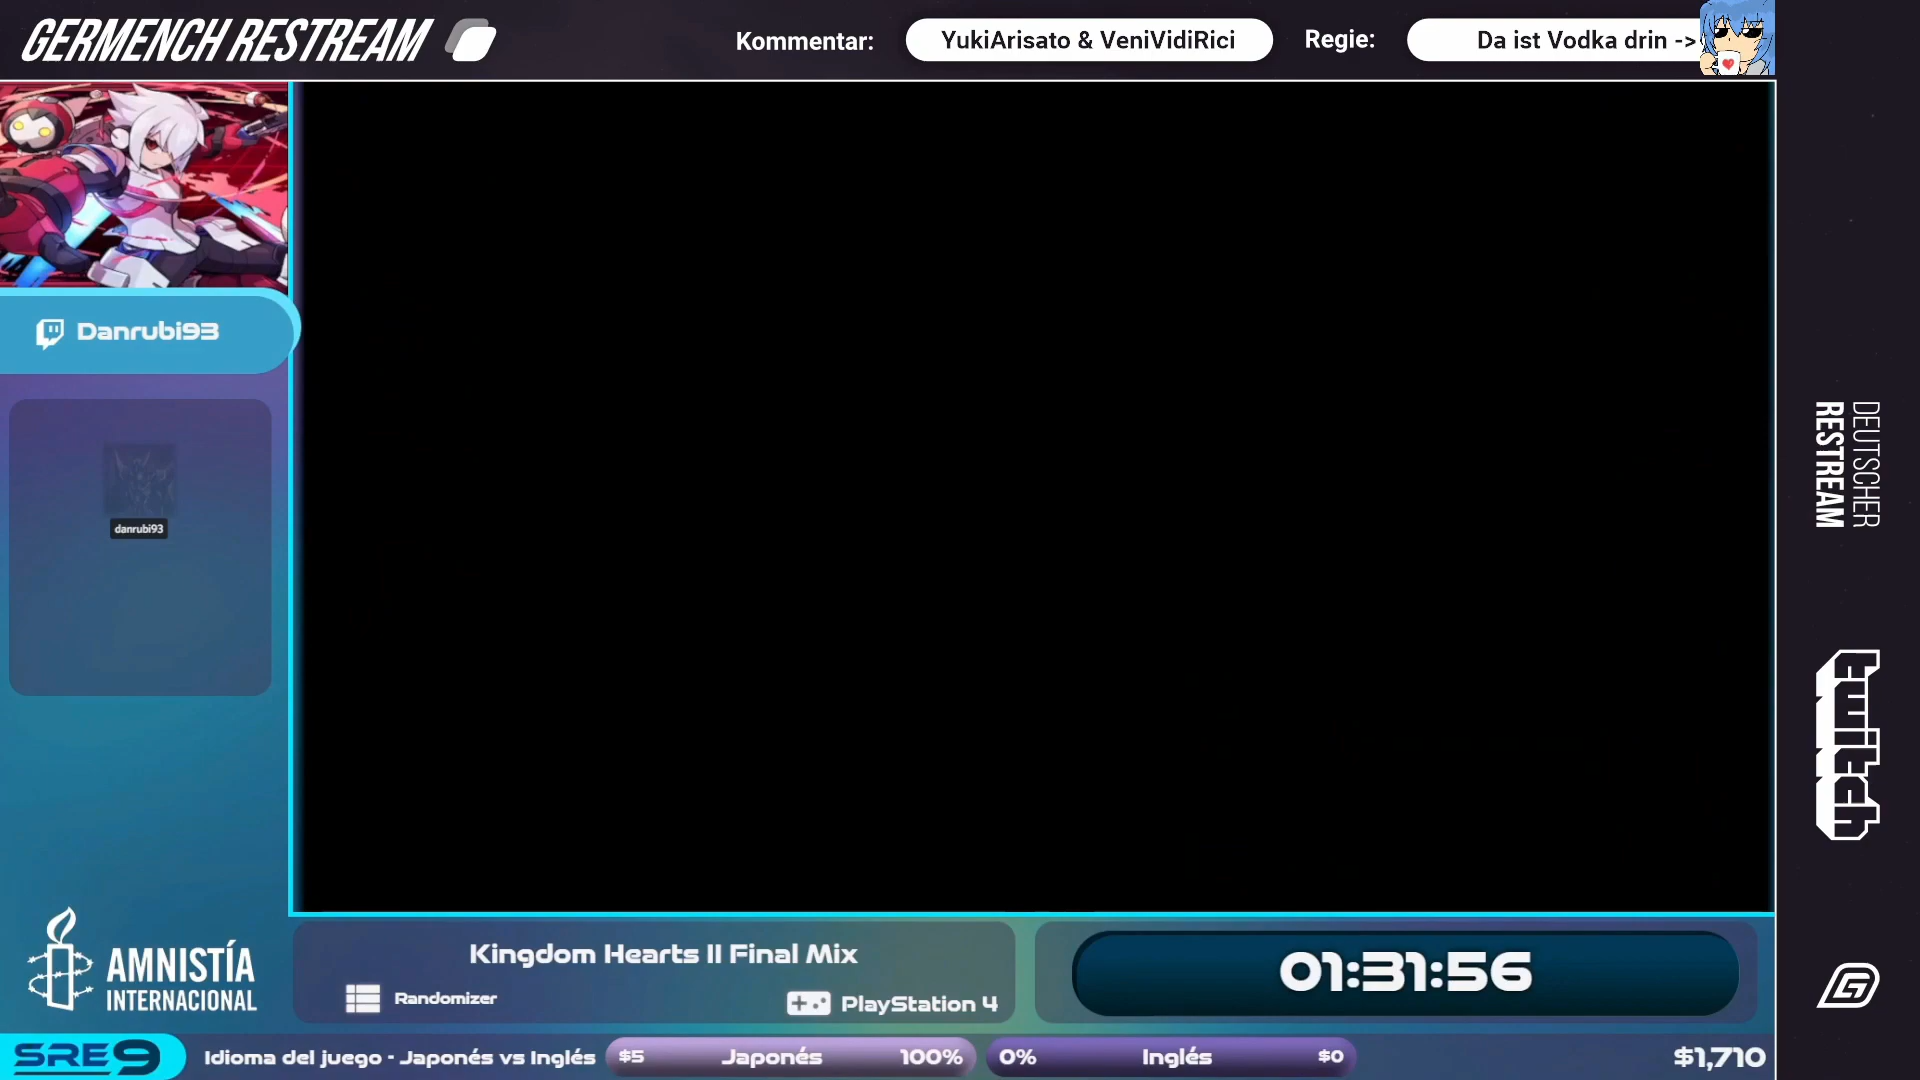 GERMENCH RESTREAM
Kommentar:
YukiArisato & VeniVidiRici
Regie:
Da ist Vodka drin ->
Danrubi93
danrubi93
DEUTSCHER
RESTREAM
twitch
AMNISTÍA
INTERNACIONAL
Kingdom Hearts II Final Mix
Randomizer
PlayStation 4
01:31:56
SRE9
Idioma del juego - Japonés vs Inglés
$5 Japonés 100%
0% Inglés $0
$1,710